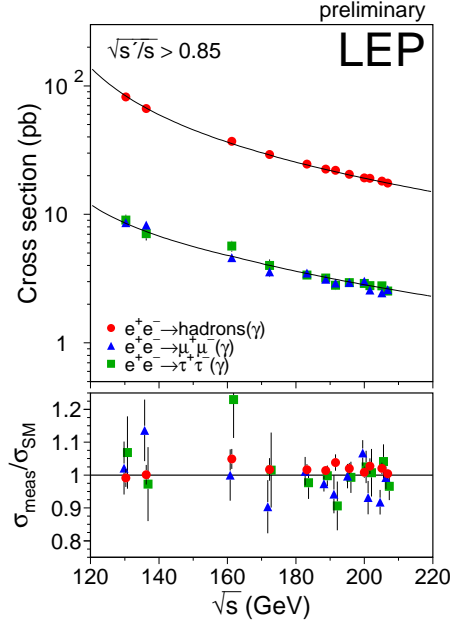 preliminary
√s´/s > 0.85
LEP
Cross section (pb)
10²
10
1
e⁺e⁻→hadrons(γ)
e⁺e⁻→μ⁺μ⁻(γ)
e⁺e⁻→τ⁺τ⁻(γ)
σmeas/σSM
1.2
1.1
1
0.9
0.8
120 140 160 180 200 220
√s (GeV)